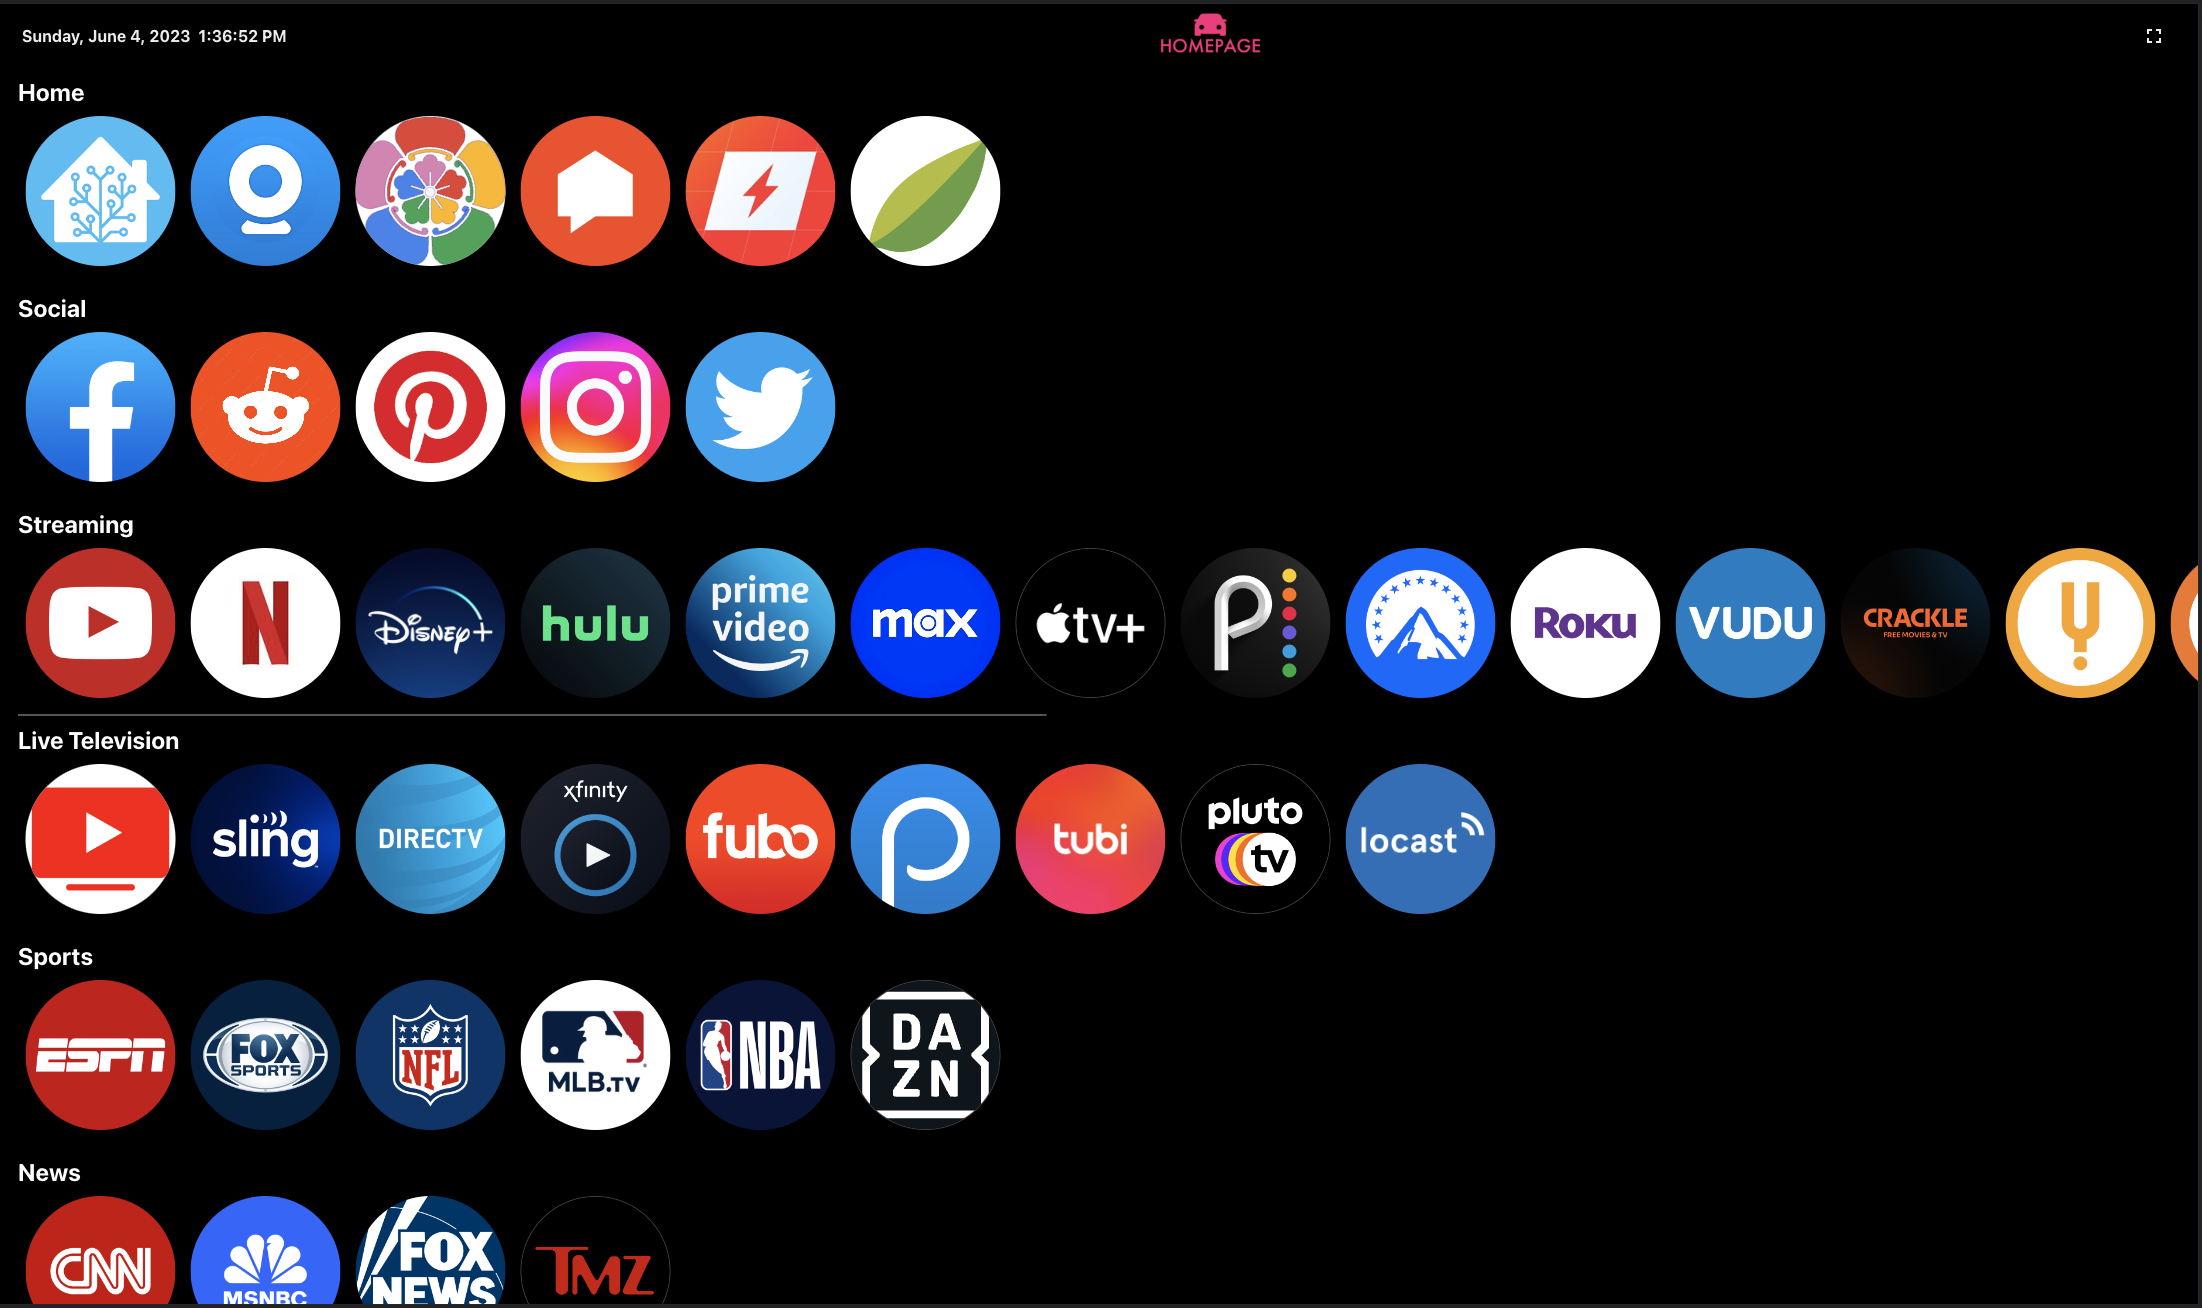 Sunday, June 4, 2023 1:36:52 PM
HOMEPAGE
Home
Social
Streaming
N
Disney+
hulu
prime video
max
tv+
P
Roku
VUDU
CRACKLE
FREE MOVIES & TV
Live Television
sling
DIRECTV
xfinity
fubo
tubi
pluto
tv
locast
Sports
ESPN
FOX
SPORTS
NFL
MLB.TV
NBA
DA
ZN
News
CNN
MSNBC
FOX
NEWS
TMZ